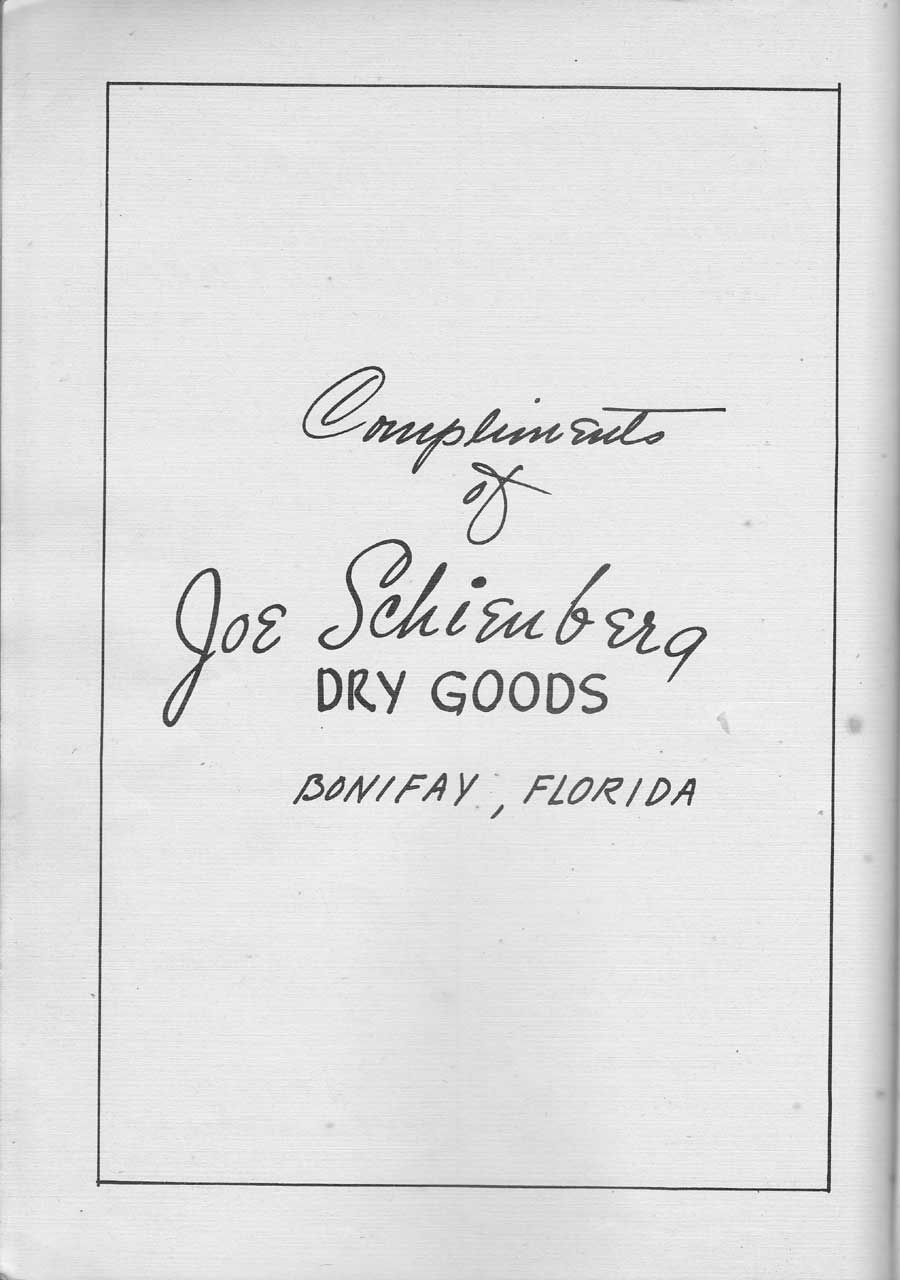 Compliments
of
Joe Schienberg
DRY GOODS
BONIFAY, FLORIDA